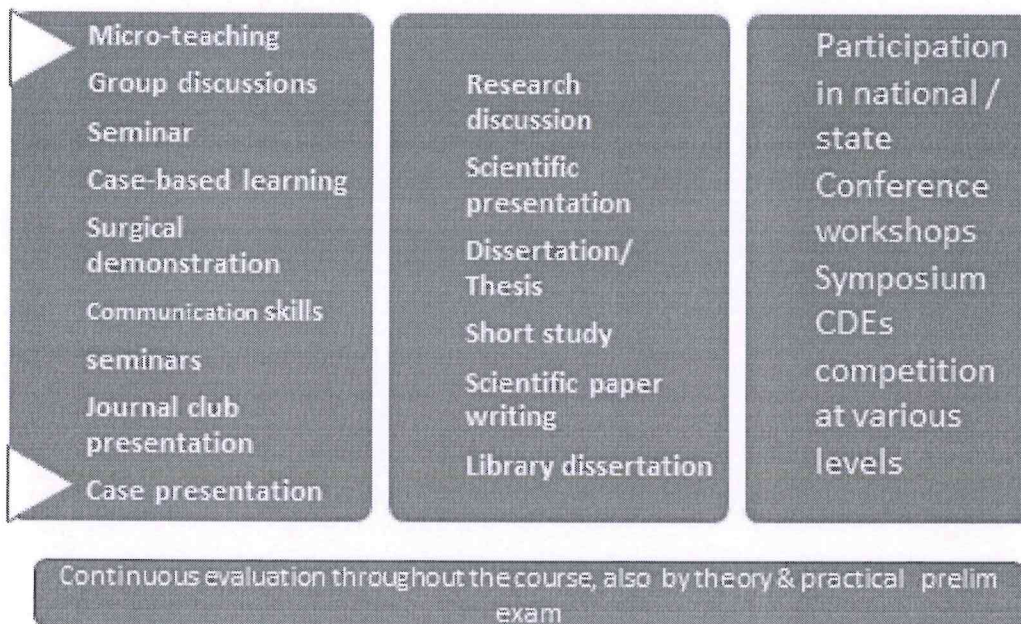 Micro-teaching
Group discussions
Seminar
Case-based learning
Surgical
demonstration
Communication skills
seminars
Journal club
presentation
Case presentation
Research
discussion
Scientific
presentation
Dissertation/
Thesis
Short study
Scientific paper
writing
Library dissertation
Participation
in national /
state
Conference
workshops
Symposium
CDEs
competition
at various
levels
Continuous evaluation throughout the course, also by theory & practical prelim
exam